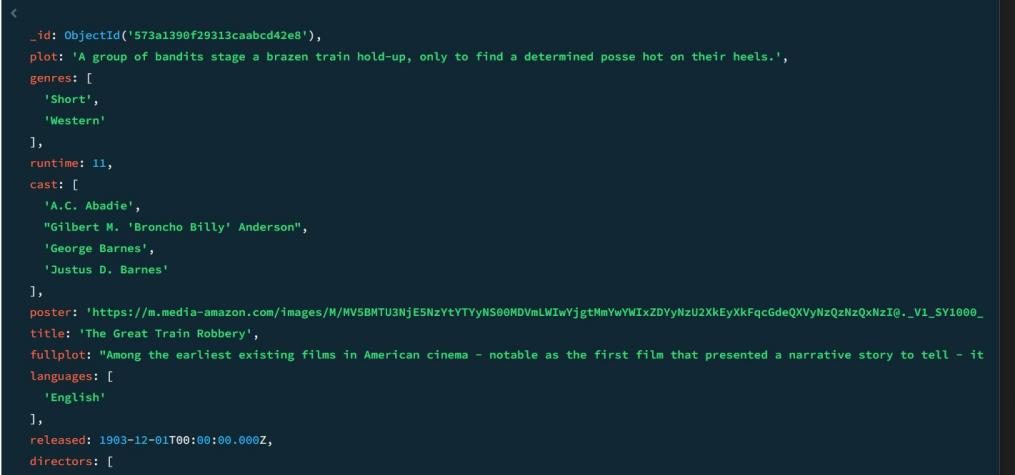 <
_id: ObjectId('573a1390f29313caabcd42e8'),
plot: 'A group of bandits stage a brazen train hold-up, only to find a determined posse hot on their heels.',
genres: [
'Short',
'Western'
],
runtime: 11,
cast: [
'A.C. Abadie',
"Gilbert M. 'Broncho Billy' Anderson",
'George Barnes',
'Justus D. Barnes'
],
poster: 'https://m.media-amazon.com/images/M/MV5BMTU3NjE5NzYtYTYyNS00MDVmLWIwYjgtMmYwYWIxZDYyNzU2XkEyXkFqcGdeQXVyNzQzNzQxNzI@._V1_SY1000_
title: 'The Great Train Robbery',
fullplot: "Among the earliest existing films in American cinema - notable as the first film that presented a narrative story to tell - it
languages: [
'English'
],
released: 1903-12-01T00:00:00.000Z,
directors: [